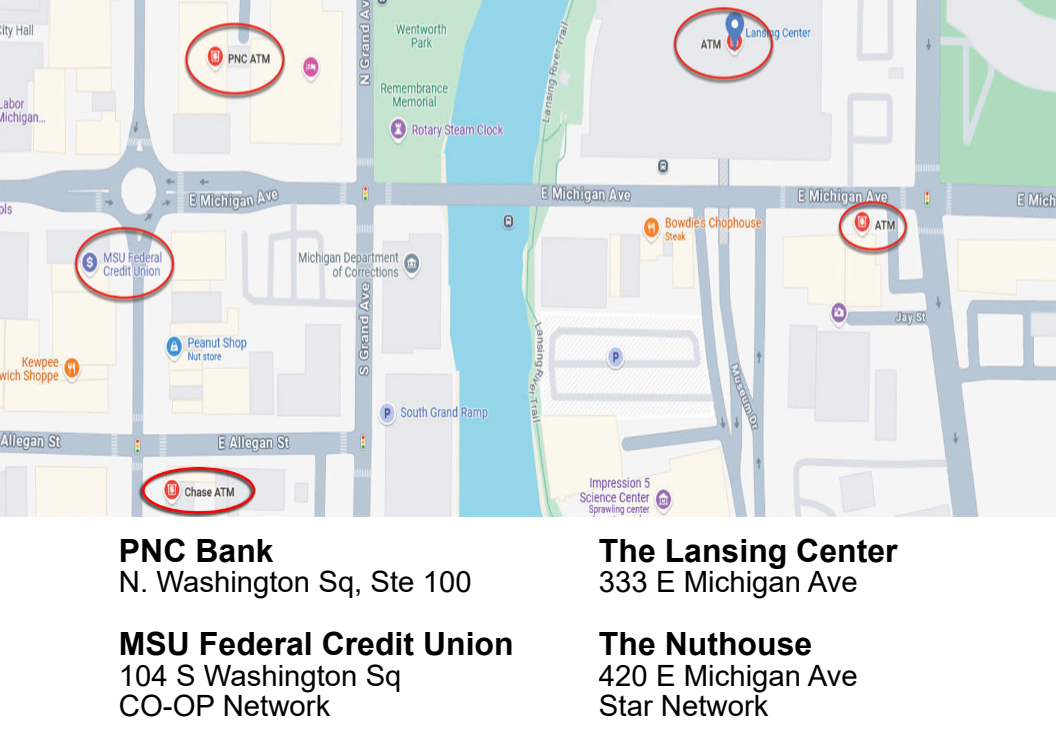 City Hall
PNC ATM
N Grand Av
Wentworth
Park
Lansing River Trail
ATM
Lansing Center
Labor
Michigan...
Remembrance
Memorial
Rotary Steam Clock
E Michigan Ave
E Michigan Ave
E Michigan Ave
E Mich
ols
MSU Federal
Credit Union
Michigan Department
of Corrections
Bowdie's Chophouse
Steak
ATM
S Grand Ave
Jay St
Peanut Shop
Nut store
Kewpee
wich Shoppe
Lansing River Trail
P
Museum Dr
P
South Grand Ramp
Allegan St
E Allegan St
Chase ATM
Impression 5
Science Center
Sprawling center
PNC Bank
N. Washington Sq, Ste 100
MSU Federal Credit Union
104 S Washington Sq
CO-OP Network
The Lansing Center
333 E Michigan Ave
The Nuthouse
420 E Michigan Ave
Star Network